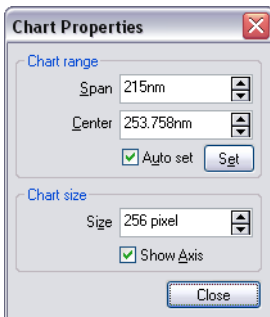 Chart Properties
Chart range
Span 215nm
Center 253.758nm
Auto set Set
Chart size
Size 256 pixel
Show Axis
Close